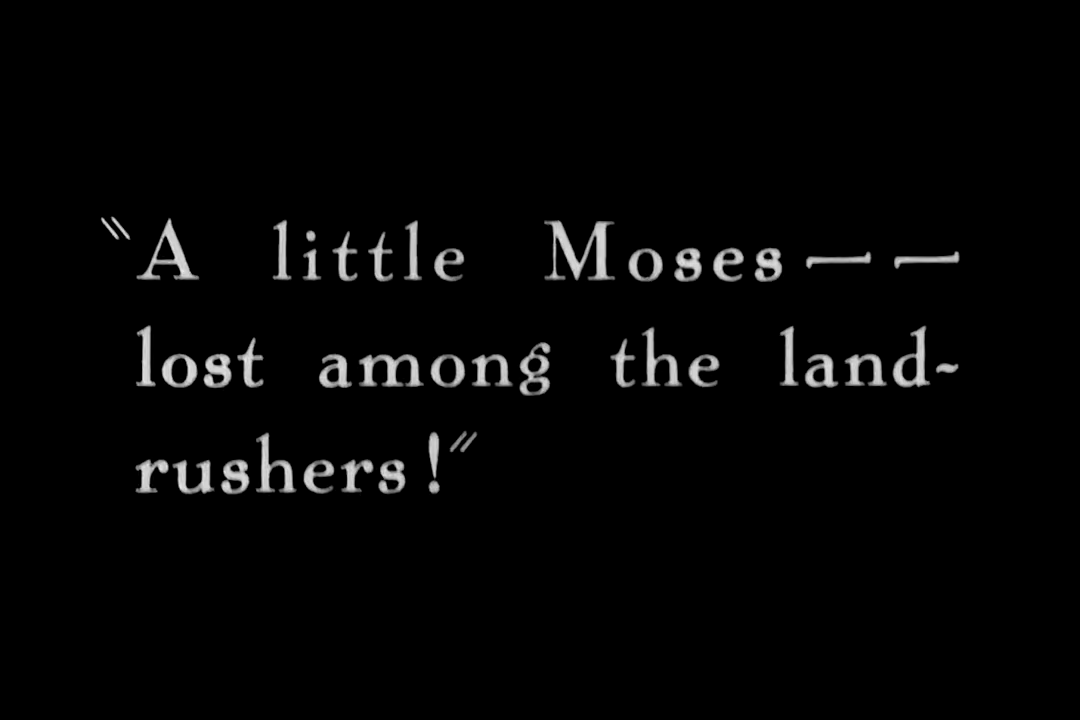 "A little Moses——
lost among the land-
rushers!"